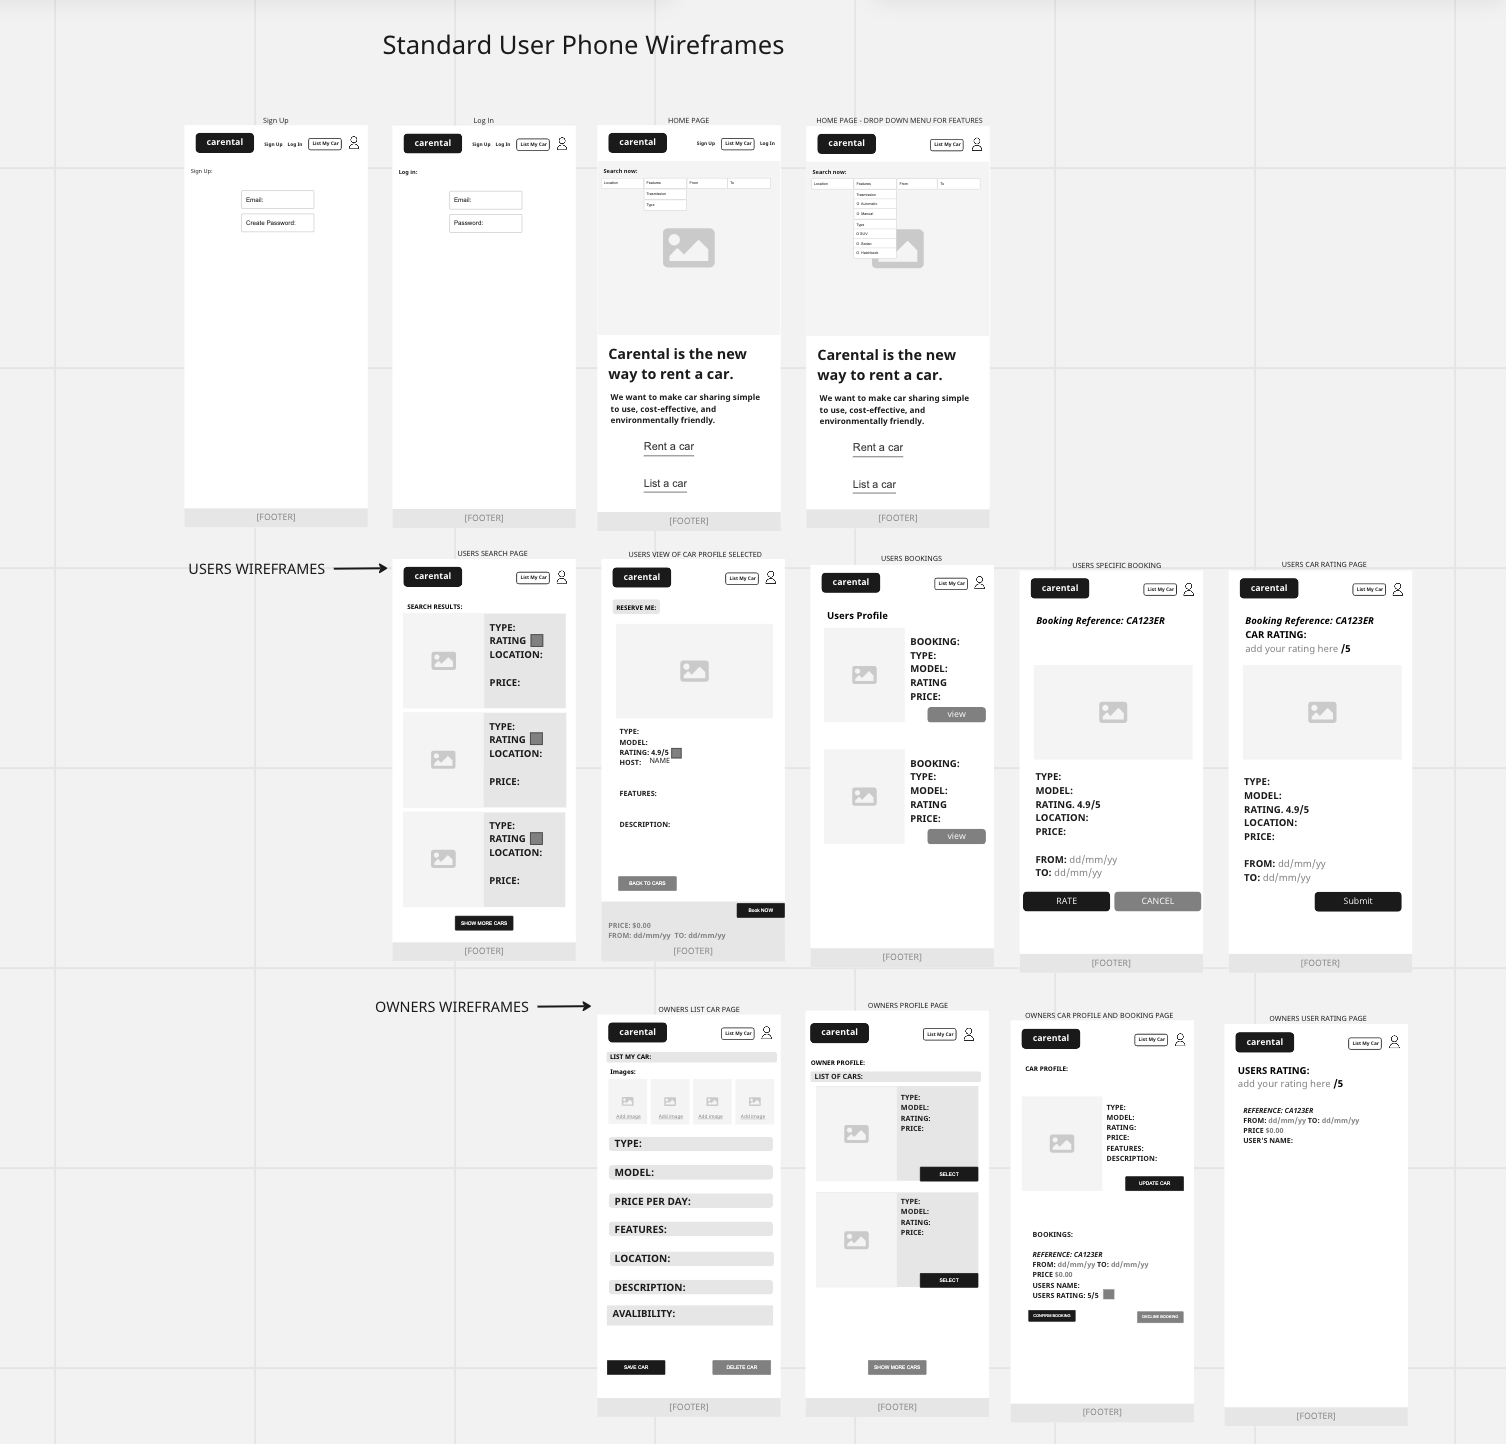 Standard User Phone Wireframes
Sign Up
carental
Sign Up Log In List My Car
Sign Up:
Email:
Create Password:
[FOOTER]
Log In
carental
Sign Up Log In List My Car
Log in:
Email:
Password:
[FOOTER]
HOME PAGE
carental
Sign Up List My Car Log In
Search now:
Location Features From To
Trasmission
Type
Carental is the new
way to rent a car.
We want to make car sharing simple
to use, cost-effective, and
environmentally friendly.
Rent a car
List a car
[FOOTER]
HOME PAGE - DROP DOWN MENU FOR FEATURES
carental
List My Car
Search now:
Location Features From To
Trasmission
Automatic
Manual
Type
SUV
Sedan
Hatchback
Carental is the new
way to rent a car.
We want to make car sharing simple
to use, cost-effective, and
environmentally friendly.
Rent a car
List a car
[FOOTER]
USERS WIREFRAMES
USERS SEARCH PAGE
carental
List My Car
SEARCH RESULTS:
TYPE:
RATING
LOCATION:
PRICE:
TYPE:
RATING
LOCATION:
PRICE:
TYPE:
RATING
LOCATION:
PRICE:
SHOW MORE CARS
[FOOTER]
USERS VIEW OF CAR PROFILE SELECTED
carental
List My Car
RESERVE ME:
TYPE:
MODEL:
RATING: 4.9/5
HOST: NAME
FEATURES:
DESCRIPTION:
BACK TO CARS
Book NOW
PRICE: $0.00
FROM: dd/mm/yy TO: dd/mm/yy
[FOOTER]
USERS BOOKINGS
carental
List My Car
Users Profile
BOOKING:
TYPE:
MODEL:
RATING
PRICE:
view
BOOKING:
TYPE:
MODEL:
RATING
PRICE:
view
[FOOTER]
USERS SPECIFIC BOOKING
carental
List My Car
Booking Reference: CA123ER
TYPE:
MODEL:
RATING. 4.9/5
LOCATION:
PRICE:
FROM: dd/mm/yy
TO: dd/mm/yy
RATE CANCEL
[FOOTER]
USERS CAR RATING PAGE
carental
List My Car
Booking Reference: CA123ER
CAR RATING:
add your rating here /5
TYPE:
MODEL:
RATING. 4.9/5
LOCATION:
PRICE:
FROM: dd/mm/yy
TO: dd/mm/yy
Submit
[FOOTER]
OWNERS WIREFRAMES
OWNERS LIST CAR PAGE
carental
List My Car
LIST MY CAR:
Images:
Add image Add image Add image Add image
TYPE:
MODEL:
PRICE PER DAY:
FEATURES:
LOCATION:
DESCRIPTION:
AVALIBILITY:
SAVE CAR DELETE CAR
[FOOTER]
OWNERS PROFILE PAGE
carental
List My Car
OWNER PROFILE:
LIST OF CARS:
TYPE:
MODEL:
RATING:
PRICE:
SELECT
TYPE:
MODEL:
RATING:
PRICE:
SELECT
SHOW MORE CARS
[FOOTER]
OWNERS CAR PROFILE AND BOOKING PAGE
carental
List My Car
CAR PROFILE:
TYPE:
MODEL:
RATING:
PRICE:
FEATURES:
DESCRIPTION:
UPDATE CAR
BOOKINGS:
REFERENCE: CA123ER
FROM: dd/mm/yy TO: dd/mm/yy
PRICE $0.00
USERS NAME:
USERS RATING: 5/5
CONFIRM BOOKING DECLINE BOOKING
[FOOTER]
OWNERS USER RATING PAGE
carental
List My Car
USERS RATING:
add your rating here /5
REFERENCE: CA123ER
FROM: dd/mm/yy TO: dd/mm/yy
PRICE $0.00
USER'S NAME:
[FOOTER]